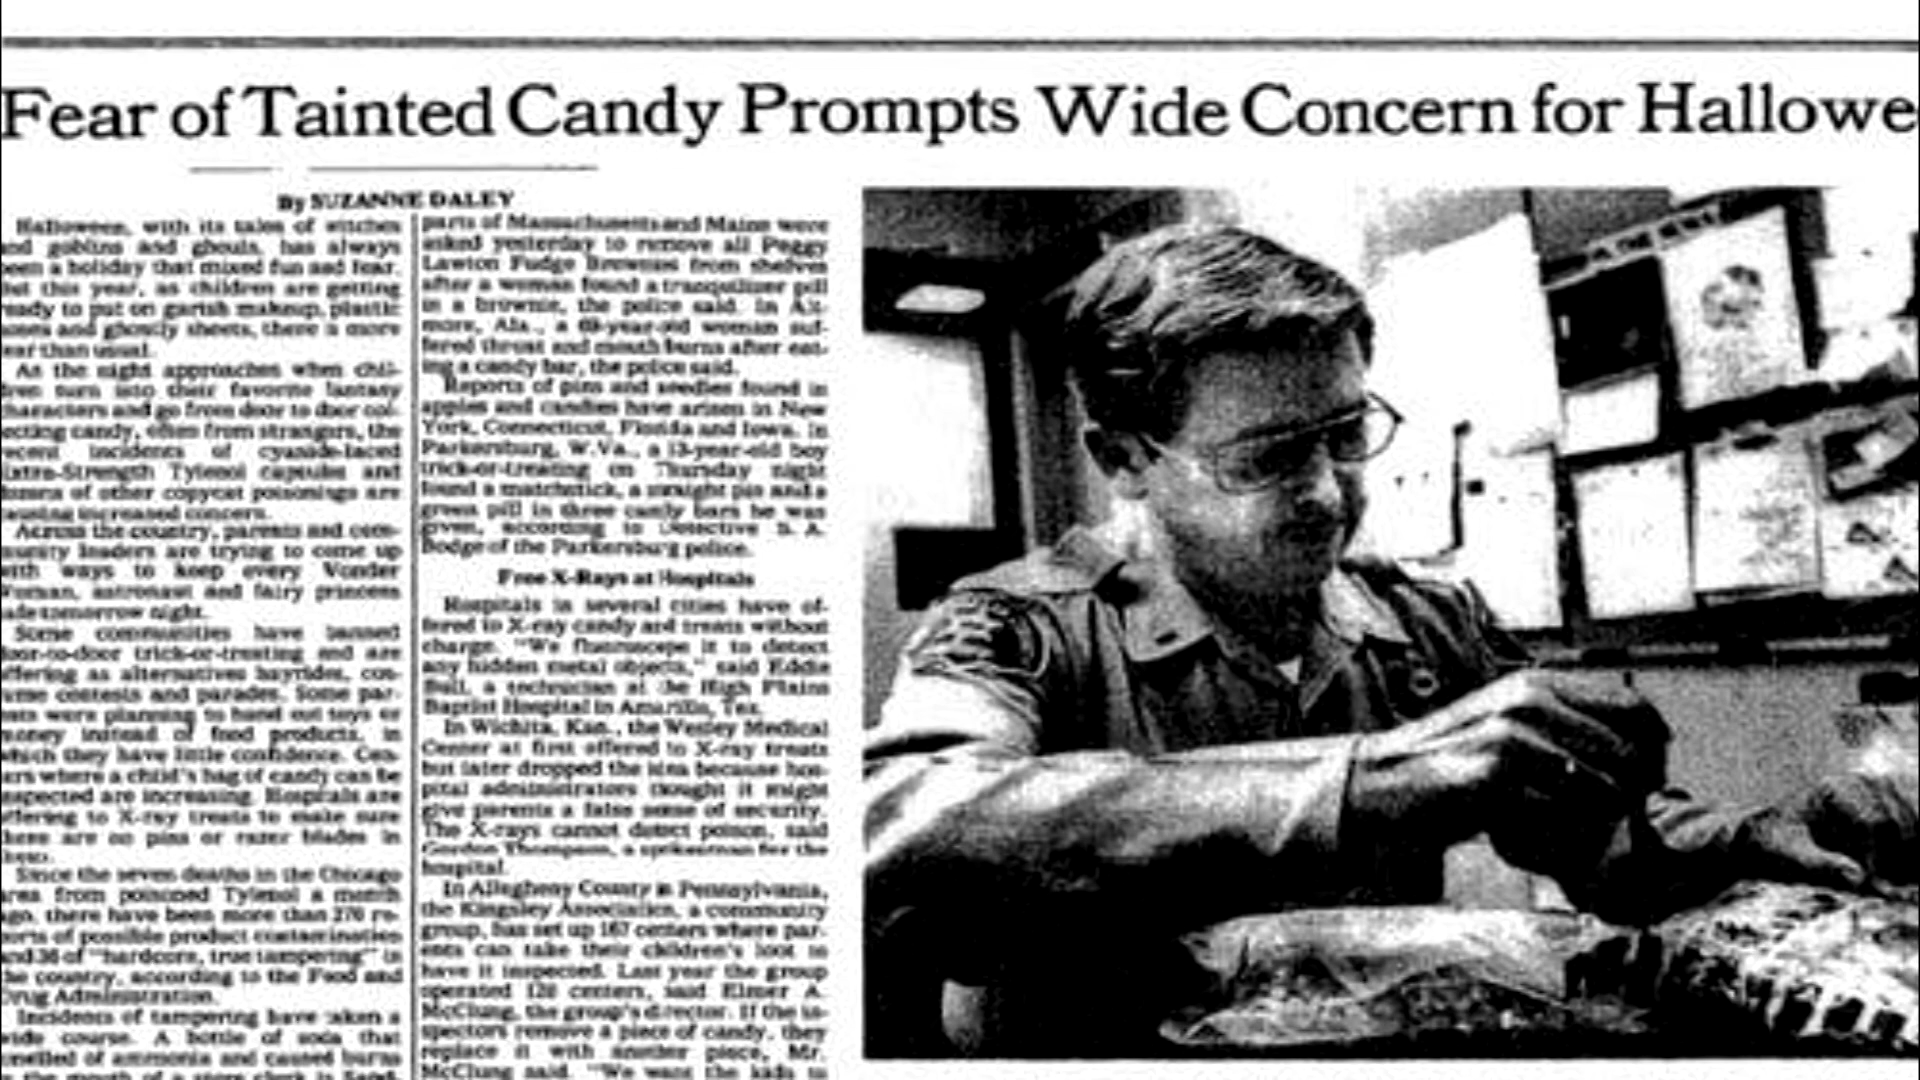 Fear of Tainted Candy Prompts Wide Concern for Hallowe
By SUZANNE DALEY
Halloween, with its tales of witches
and goblins and ghouls, has always
been a holiday that mixed fun and fear.
But this year, as children are getting
ready to put on garish makeup, plastic
and ghostly sheets, there is more
fear than usual.
As the night approaches when chil-
dren turn into their favorite fantasy
characters and go from door to door col-
lecting candy, often from strangers, the
recent incidents of cyanide-laced
Extra-Strength Tylenol capsules and
dozens of other copycat poisonings are
causing increased concern.
Across the country, parents and com-
munity leaders are trying to come up
with ways to keep every Wonder
Woman, astronaut and fairy princess
safe tomorrow night.
Some communities have banned
door-to-door trick-or-treating and are
offering as alternatives hayrides, cos-
tume contests and parades. Some par-
ents were planning to hand out toys or
money instead of food products, in
which they have little confidence. Cen-
ters where a child's bag of candy can be
inspected are increasing. Hospitals are
offering to X-ray treats to make sure
there are no pins or razor blades in
them.
Since the seven deaths in the Chicago
area from poisoned Tylenol a month
ago, there have been more than 270 re-
ports of possible product contamination
and 36 of "hardcore, true tampering" in
the country, according to the Food and
Drug Administration.
Incidents of tampering have taken a
wide course. A bottle of soda that
smelled of ammonia and caused burns
the mouth of a store clerk in
parts of Massachusetts and Maine were
asked yesterday to remove all Peggy
Lawton Fudge Brownies from shelves
after a woman found a tranquilizer pill
in a brownie, the police said. In At-
more, Ala., a 69-year-old woman suf-
fered throat and mouth burns after eat-
ing a candy bar, the police said.
Reports of pins and needles found in
apples and candies have arisen in New
York, Connecticut, Florida and Iowa. In
Parkersburg, W.Va., a 13-year-old boy
trick-or-treating on Thursday night
found a matchstick, a straight pin and a
green pill in three candy bars he was
given, according to Detective S. A.
Dodge of the Parkersburg police.
Free X-Rays at Hospitals
Hospitals in several cities have of-
fered to X-ray candy and treats without
charge. "We fluoroscope it to detect
any hidden metal objects," said Eddie
Bull, a technician at the High Plains
Baptist Hospital in Amarillo, Tex.
In Wichita, Kan., the Wesley Medical
Center at first offered to X-ray treats
but later dropped the idea because hos-
pital administrators thought it might
give parents a false sense of security.
The X-rays cannot detect poison, said
Gordon Thompson, a spokesman for the
hospital.
In Allegheny County in Pennsylvania,
the Kingsley Association, a community
group, has set up 167 centers where par-
ents can take their children's loot to
have it inspected. Last year the group
operated 120 centers, said Elmer A.
McClung, the group's director. If the in-
spectors remove a piece of candy, they
replace it with another piece, Mr.
McClung said. "We want the kids to